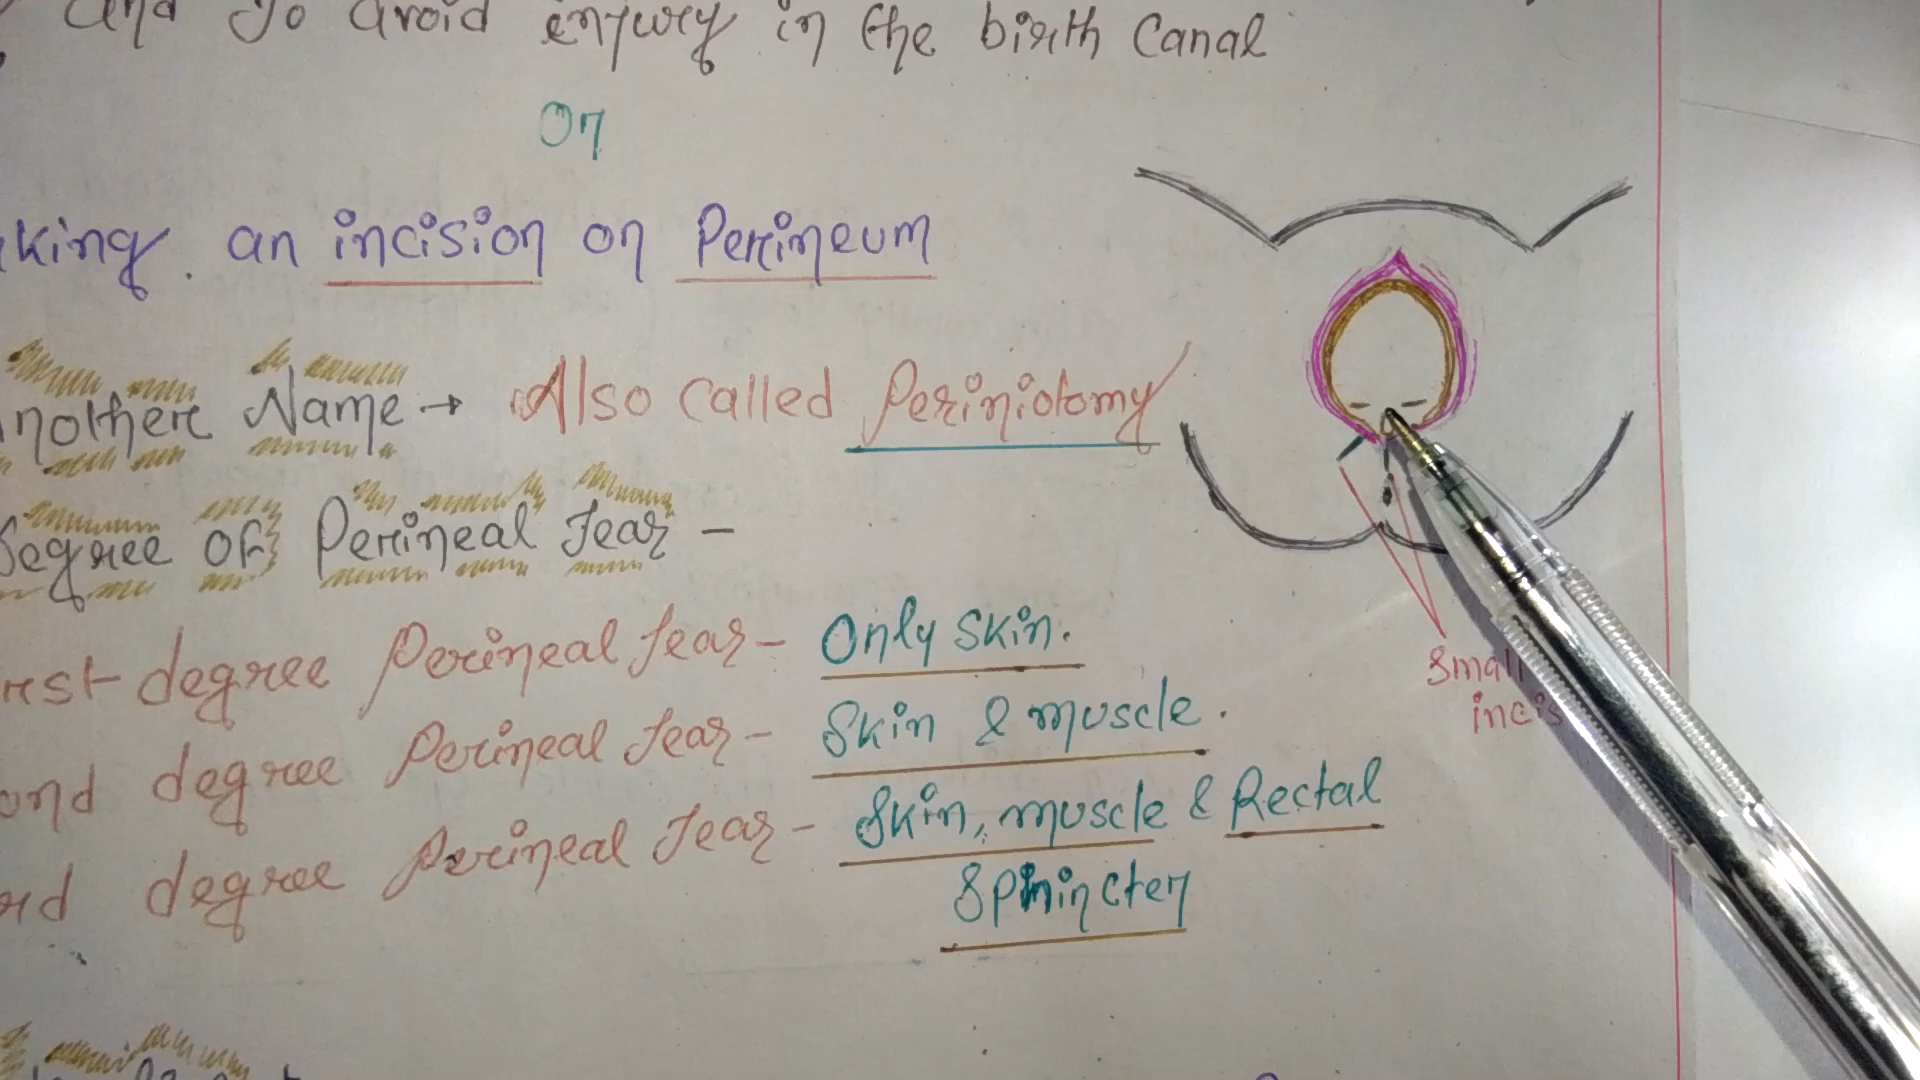 and To avoid injury in the birth Canal
Or
king an incision on Perineum
nother Name → Also Called Periniotomy
Degree Of Perineal Tear -
rst degree Perineal Tear - Only Skin.
ond degree Perineal Tear - Skin & muscle.
rd degree Perineal Tear - Skin, muscle & Rectal
Sphincter
Small
incis